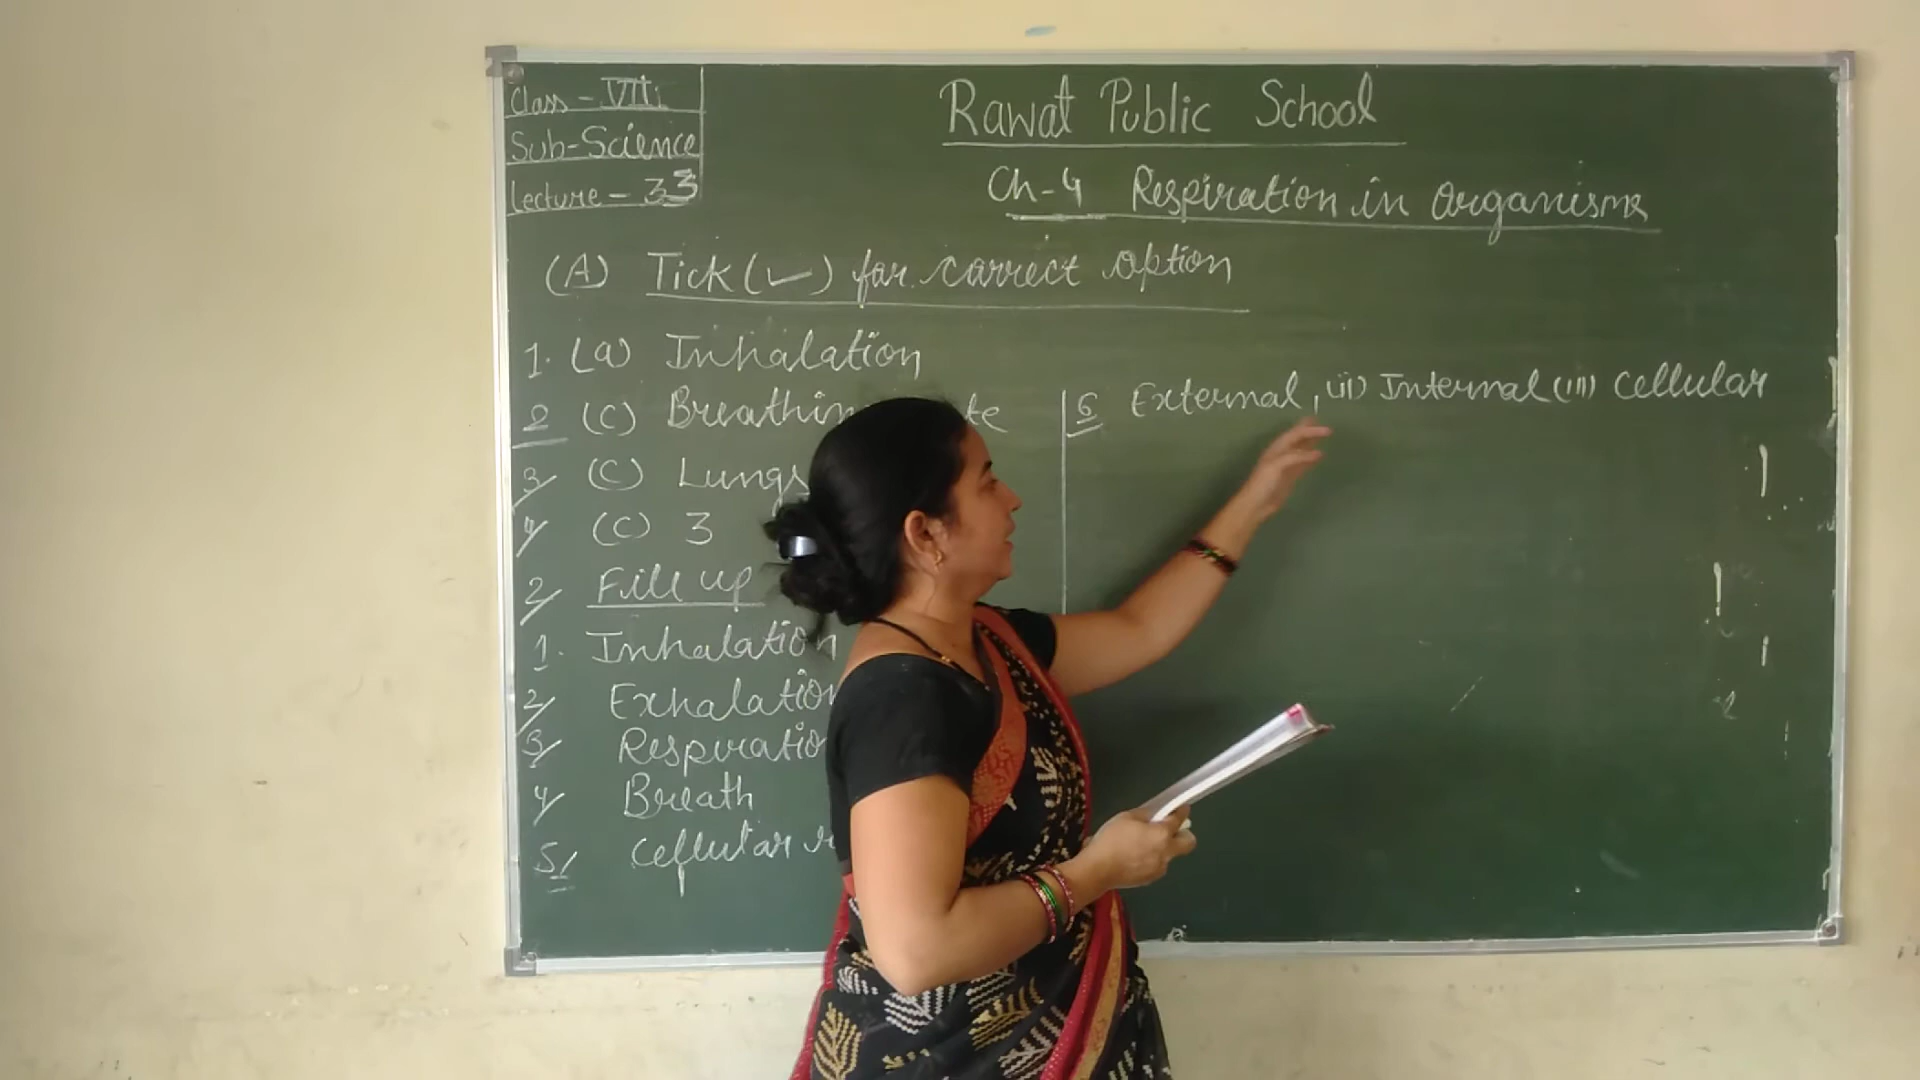 Class - VII
Sub-Science
Lecture - 33
Rawat Public School
Ch-4 Respiration in Organisms
(A) Tick (✓) for correct option
1. (a) Inhalation
2 (C) Breathin te
3/ (C) Lungs
4/ (C) 3
2/ Fill up
1. Inhalation
2/ Exhalation
3/ Respiratio
4/ Breath
5/ Cellular r
6 External, (ii) Internal (iii) Cellular